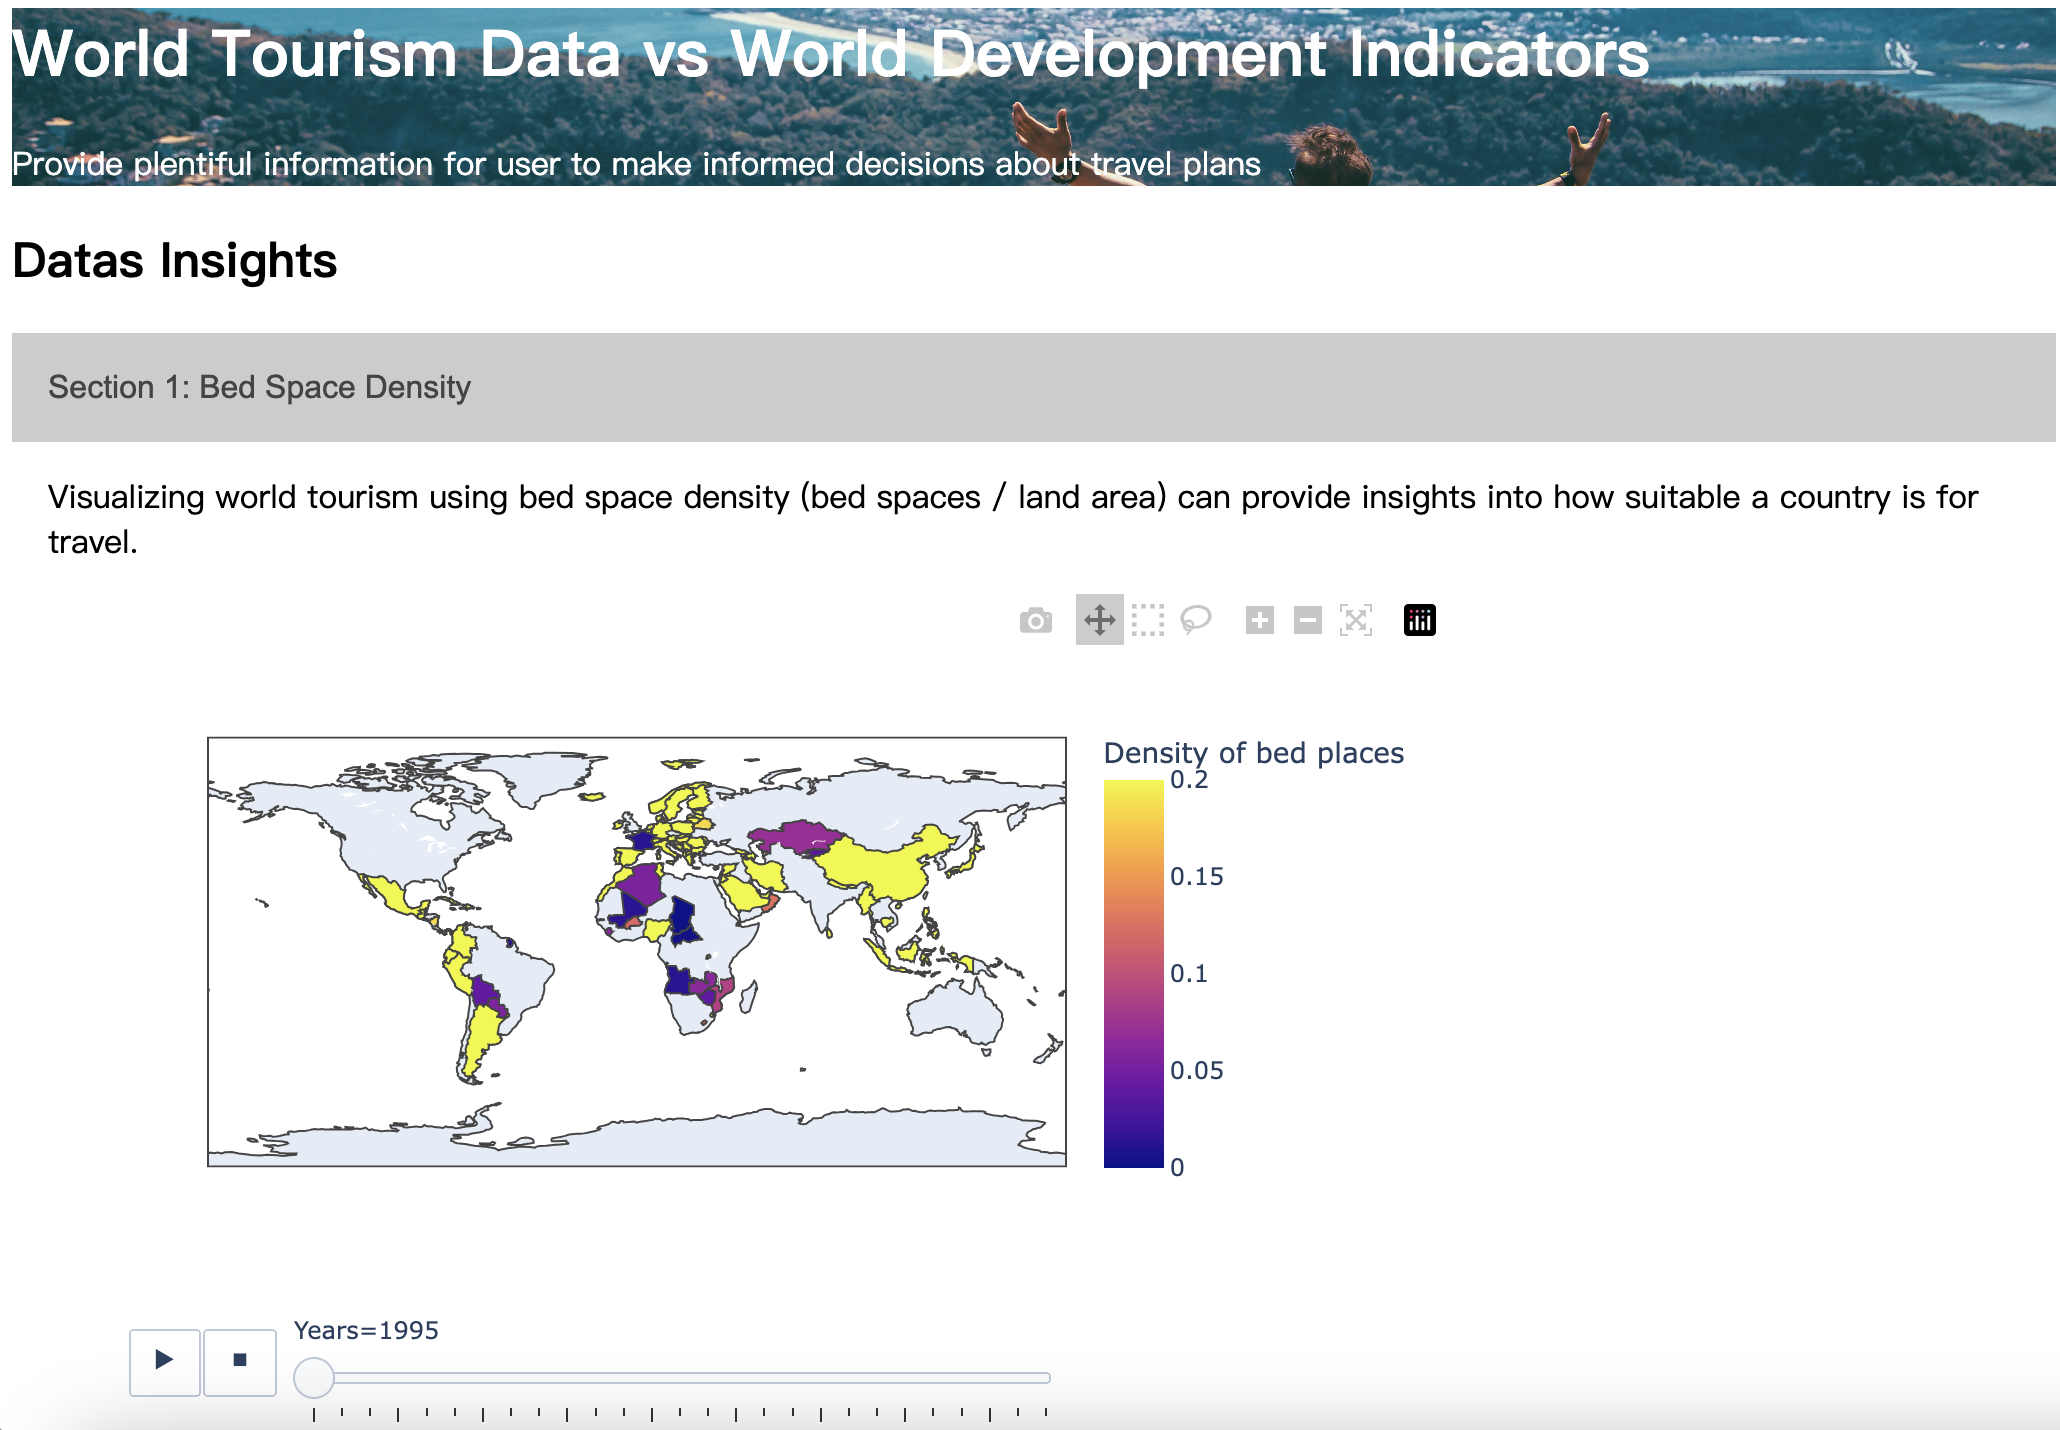 World Tourism Data vs World Development Indicators
Provide plentiful information for user to make informed decisions about travel plans
Datas Insights
Section 1: Bed Space Density
Visualizing world tourism using bed space density (bed spaces / land area) can provide insights into how suitable a country is for
travel.
Density of bed places
0.2
0.15
0.1
0.05
0
Years=1995